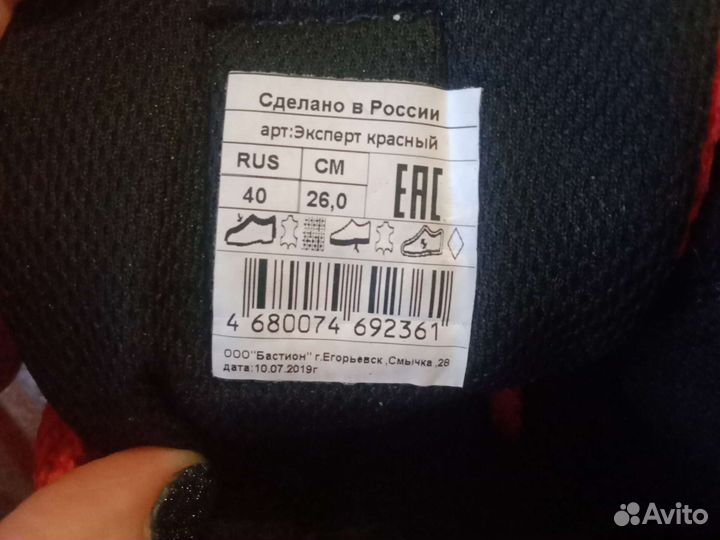 Сделано в России
арт:Эксперт красный
RUS СМ
40 26,0
EAC
4 680074 692361
ООО"Бастион" г.Егорьевск ,Смычка ,28
дата:10.07.2019г
Avito